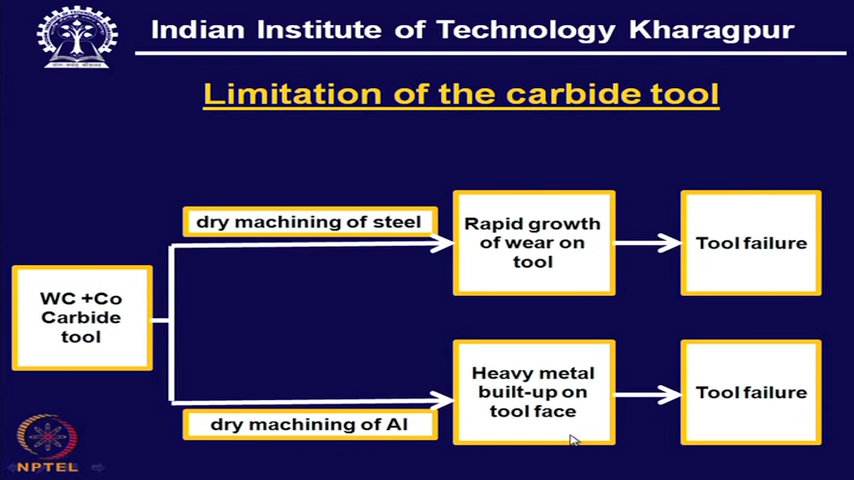 Indian Institute of Technology Kharagpur
Limitation of the carbide tool
dry machining of steel
Rapid growth
of wear on
tool
Tool failure
WC +Co
Carbide
tool
Heavy metal
built-up on
tool face
Tool failure
dry machining of Al
NPTEL